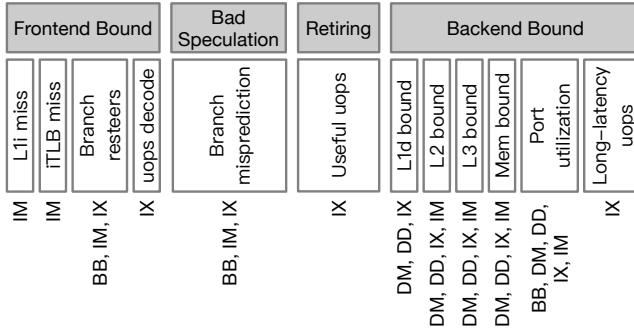 Frontend Bound
Bad
Speculation
Retiring
Backend Bound
L1i miss
iTLB miss
Branch
resteers
uops decode
Branch
misprediction
Useful uops
L1d bound
L2 bound
L3 bound
Mem bound
Port
utilization
Long−latency
uops
IM
IM
BB, IM, IX
IX
BB, IM, IX
IX
DM, DD, IX
DM, DD, IX, IM
DM, DD, IX, IM
DM, DD, IX, IM
BB, DM, DD,
IX, IM
IX